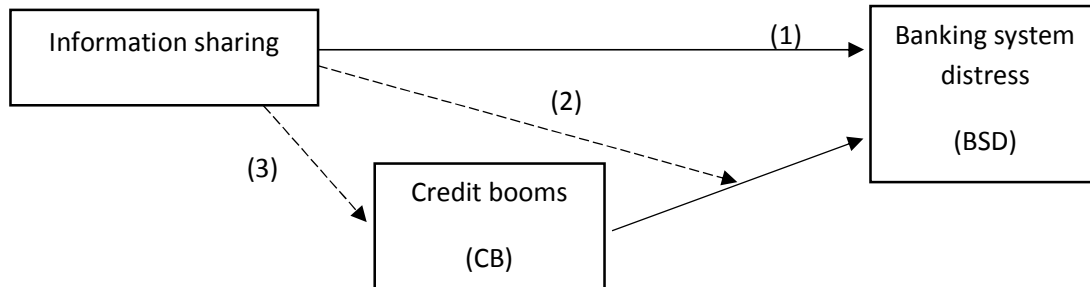 Information sharing
(1)
Banking system
distress
(BSD)
(2)
(3)
Credit booms
(CB)